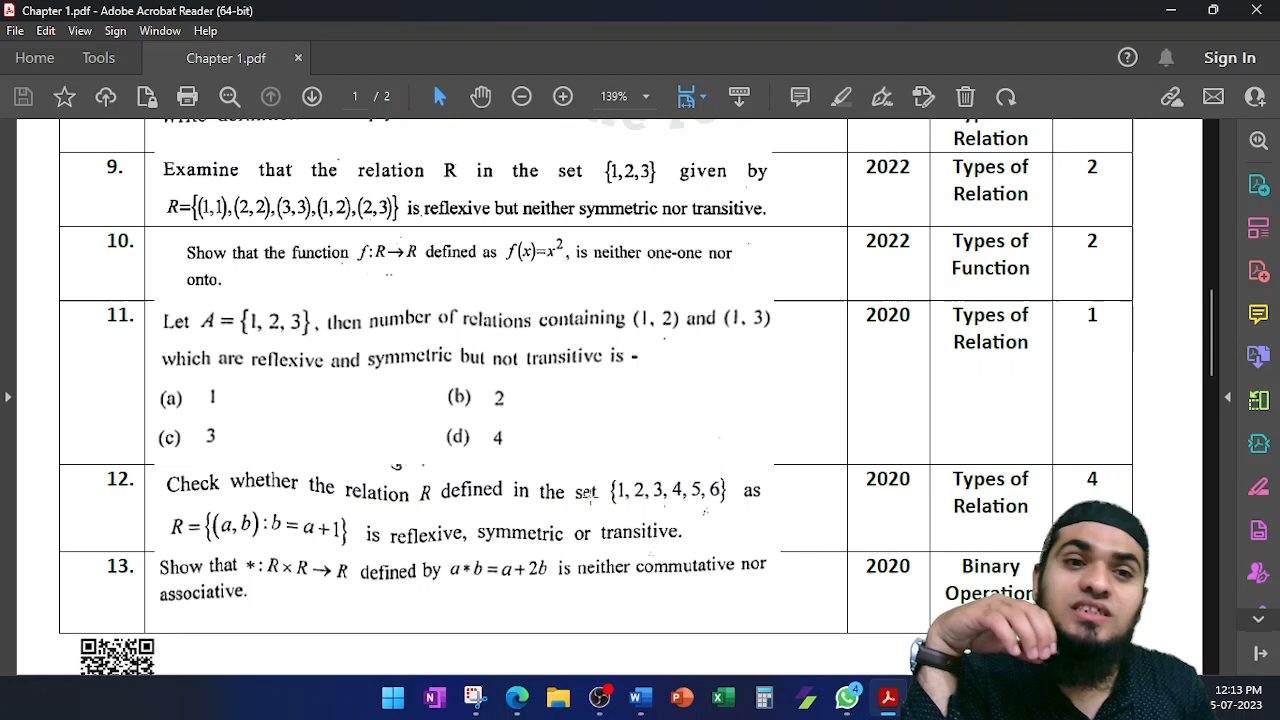 Chapter 1.pdf - Adobe Acrobat Reader (64-bit)
File Edit View Sign Window Help
Home Tools Chapter 1.pdf × Sign In
1 / 2 139%
Relation
9. Examine that the relation R in the set {1,2,3} given by 2022 Types of 2
R={(1,1),(2,2),(3,3),(1,2),(2,3)} is reflexive but neither symmetric nor transitive. Relation
10. Show that the function f:R→R defined as f(x)=x², is neither one-one nor 2022 Types of 2
onto. Function
11. Let A = {1, 2, 3}, then number of relations containing (1, 2) and (1, 3) 2020 Types of 1
which are reflexive and symmetric but not transitive is - Relation
(a) 1 (b) 2
(c) 3 (d) 4
12. Check whether the relation R defined in the set {1, 2, 3, 4, 5, 6} as 2020 Types of 4
R = {(a, b) : b = a + 1} is reflexive, symmetric or transitive. Relation
13. Show that * : R × R → R defined by a * b = a + 2b is neither commutative nor 2020 Binary
associative.
4
12:13 PM
5-07-2023